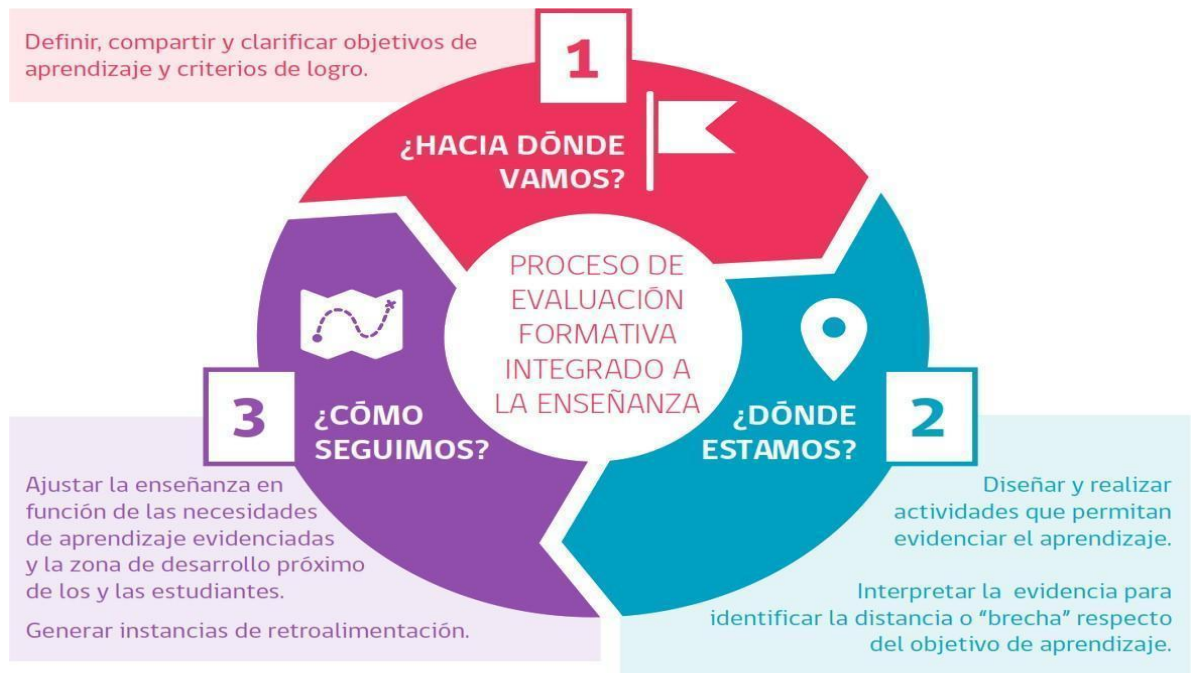 Definir, compartir y clarificar objetivos de
aprendizaje y criterios de logro.
1
¿HACIA DÓNDE
VAMOS?
PROCESO DE
EVALUACIÓN
FORMATIVA
INTEGRADO A
LA ENSEÑANZA
2
¿DÓNDE
ESTAMOS?
Diseñar y realizar
actividades que permitan
evidenciar el aprendizaje.
Interpretar la evidencia para
identificar la distancia o “brecha” respecto
del objetivo de aprendizaje.
3
¿CÓMO
SEGUIMOS?
Ajustar la enseñanza en
función de las necesidades
de aprendizaje evidenciadas
y la zona de desarrollo próximo
de los y las estudiantes.
Generar instancias de retroalimentación.